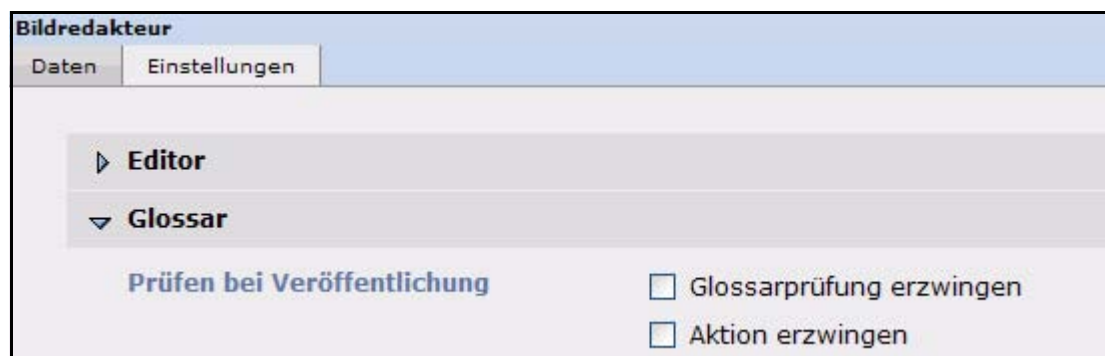 Bildredakteur
Daten Einstellungen
Editor
Glossar
Prüfen bei Veröffentlichung Glossarprüfung erzwingen
Aktion erzwingen